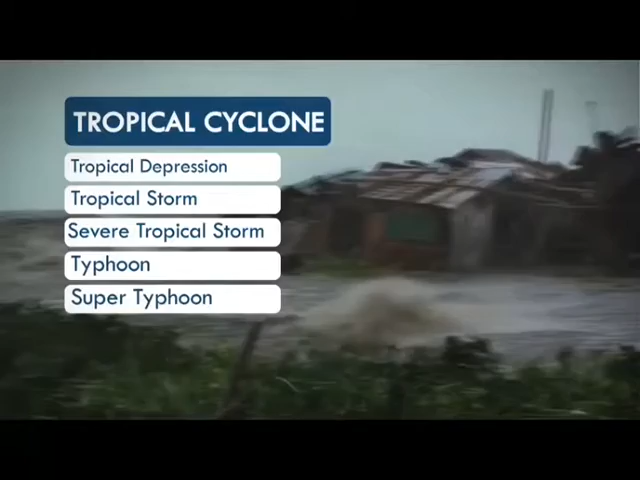 TROPICAL CYCLONE
Tropical Depression
Tropical Storm
Severe Tropical Storm
Typhoon
Super Typhoon